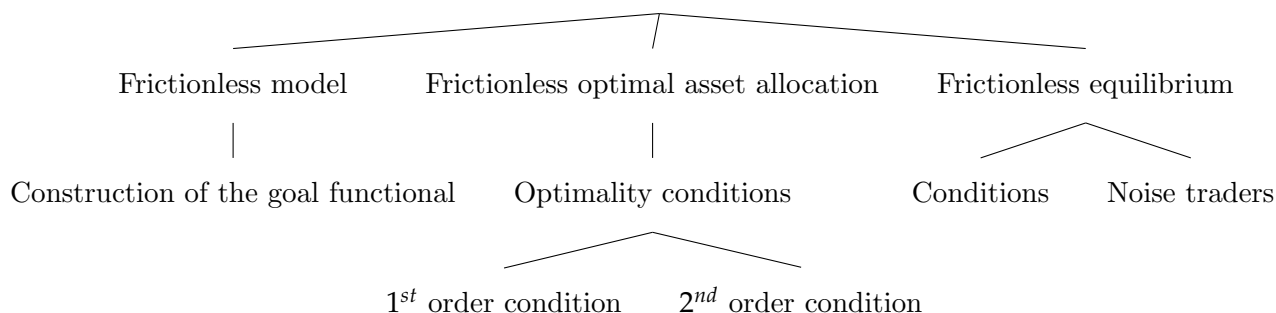 Frictionless model Frictionless optimal asset allocation Frictionless equilibrium
Construction of the goal functional Optimality conditions Conditions Noise traders
1st order condition 2nd order condition